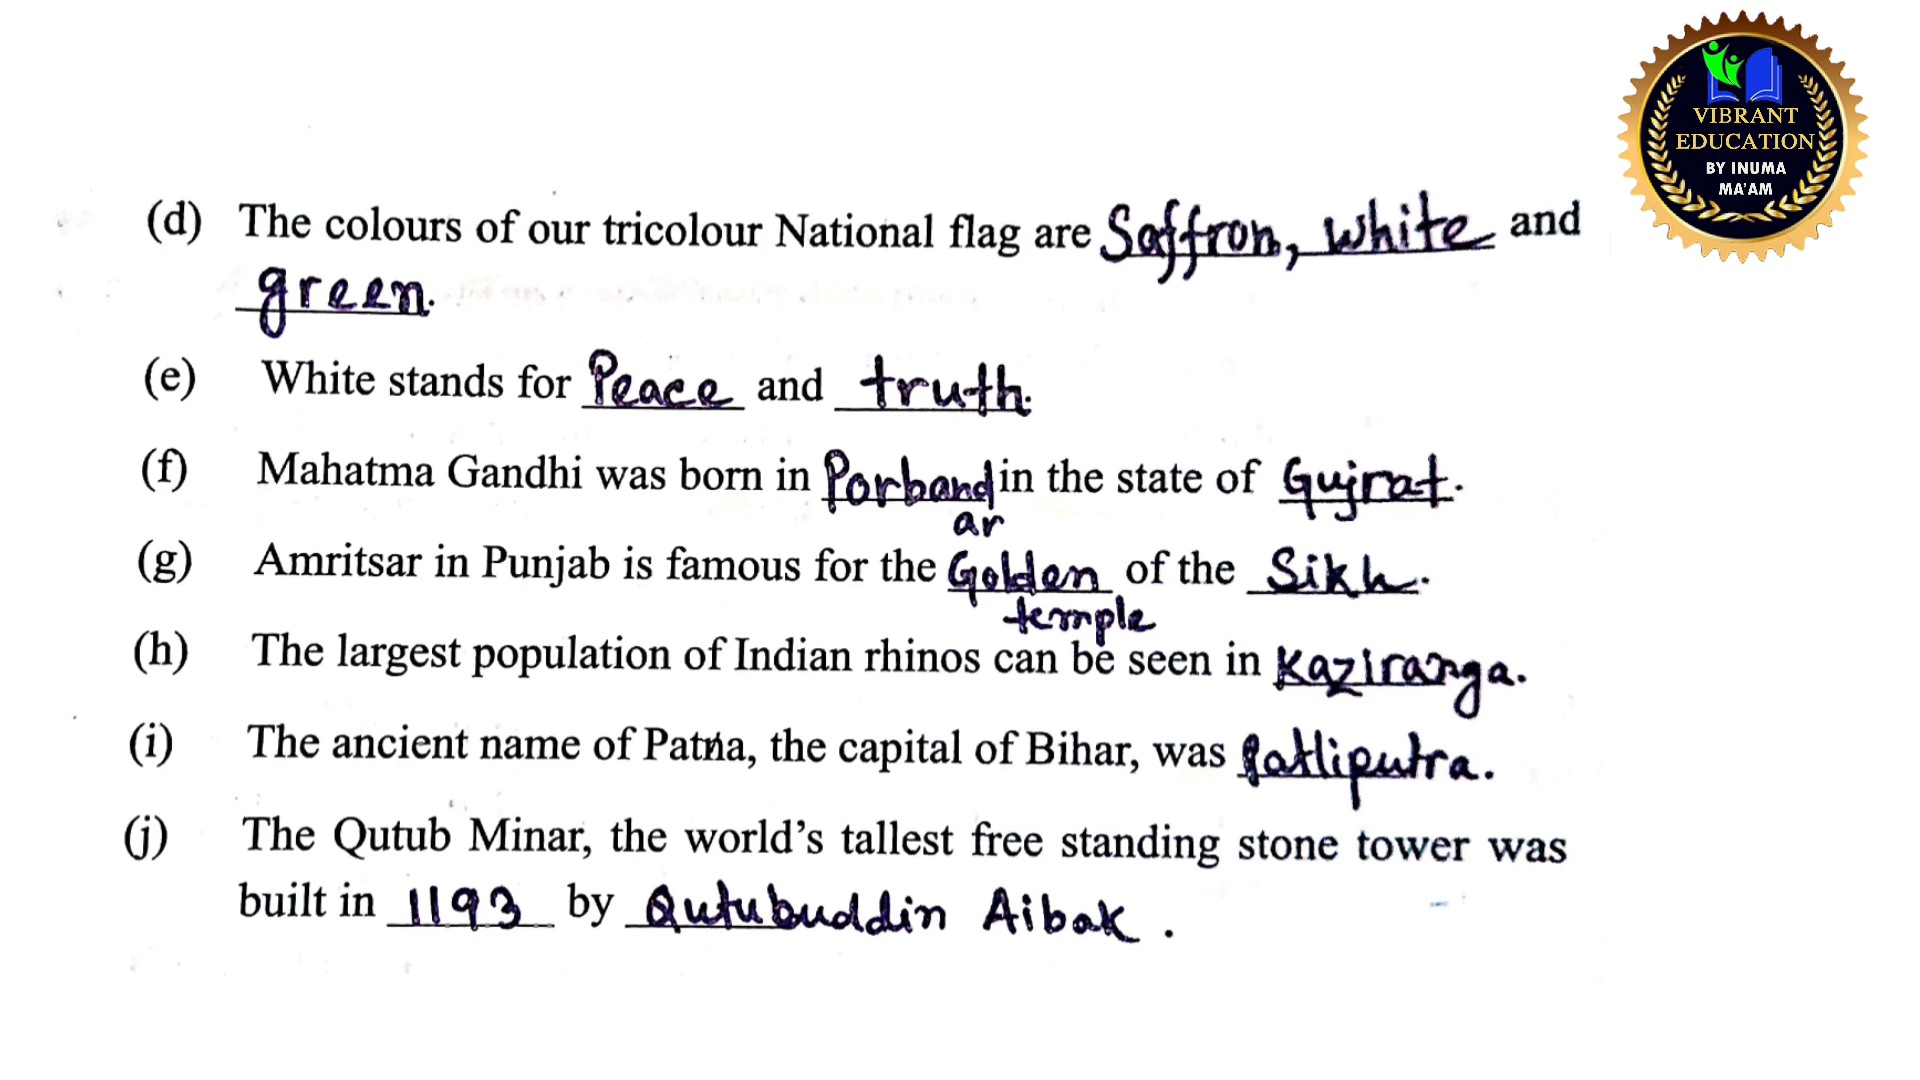 VIBRANT
EDUCATION
BY INUMA
MA'AM
(d) The colours of our tricolour National flag are Saffron, white and
green.
(e) White stands for Peace and truth.
(f) Mahatma Gandhi was born in Porband in the state of Gujrat.
ar
(g) Amritsar in Punjab is famous for the Golden of the Sikh.
temple
(h) The largest population of Indian rhinos can be seen in Kaziranga.
(i) The ancient name of Patna, the capital of Bihar, was Patliputra.
(j) The Qutub Minar, the world's tallest free standing stone tower was
built in 1193 by Qutubuddin Aibak.